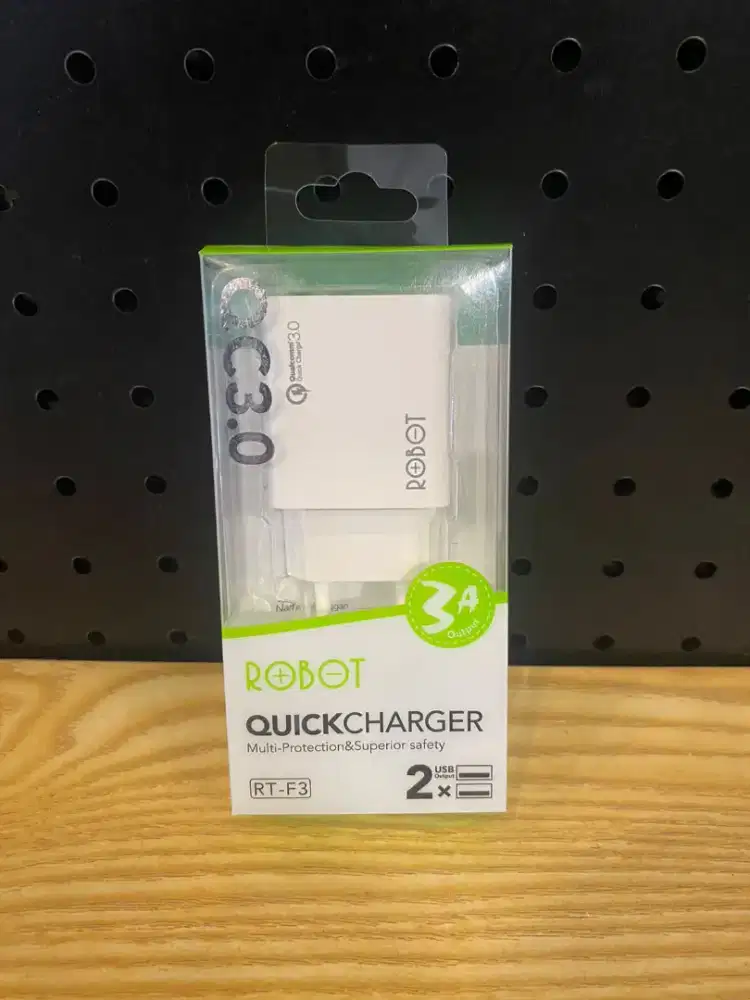 QC3.0
Qualcomm
Quick Charge 3.0
ROBOT
3A
Output
ROBOT
QUICKCHARGER
Multi-Protection&Superior safety
RT-F3
2 USB Output
×